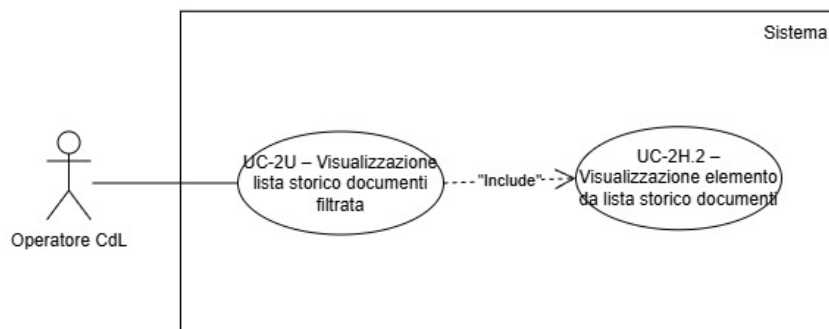 Sistema
UC-2U – Visualizzazione
lista storico documenti
filtrata
"Include"
UC-2H.2 –
Visualizzazione elemento
da lista storico documenti
Operatore CdL